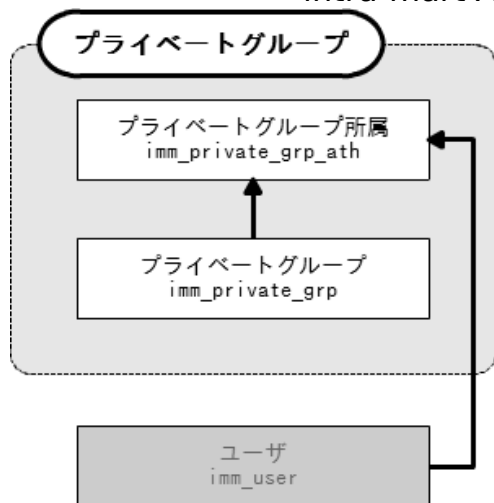 プライベートグループ
プライベートグループ所属
imm_private_grp_ath
プライベートグループ
imm_private_grp
ユーザ
imm_user